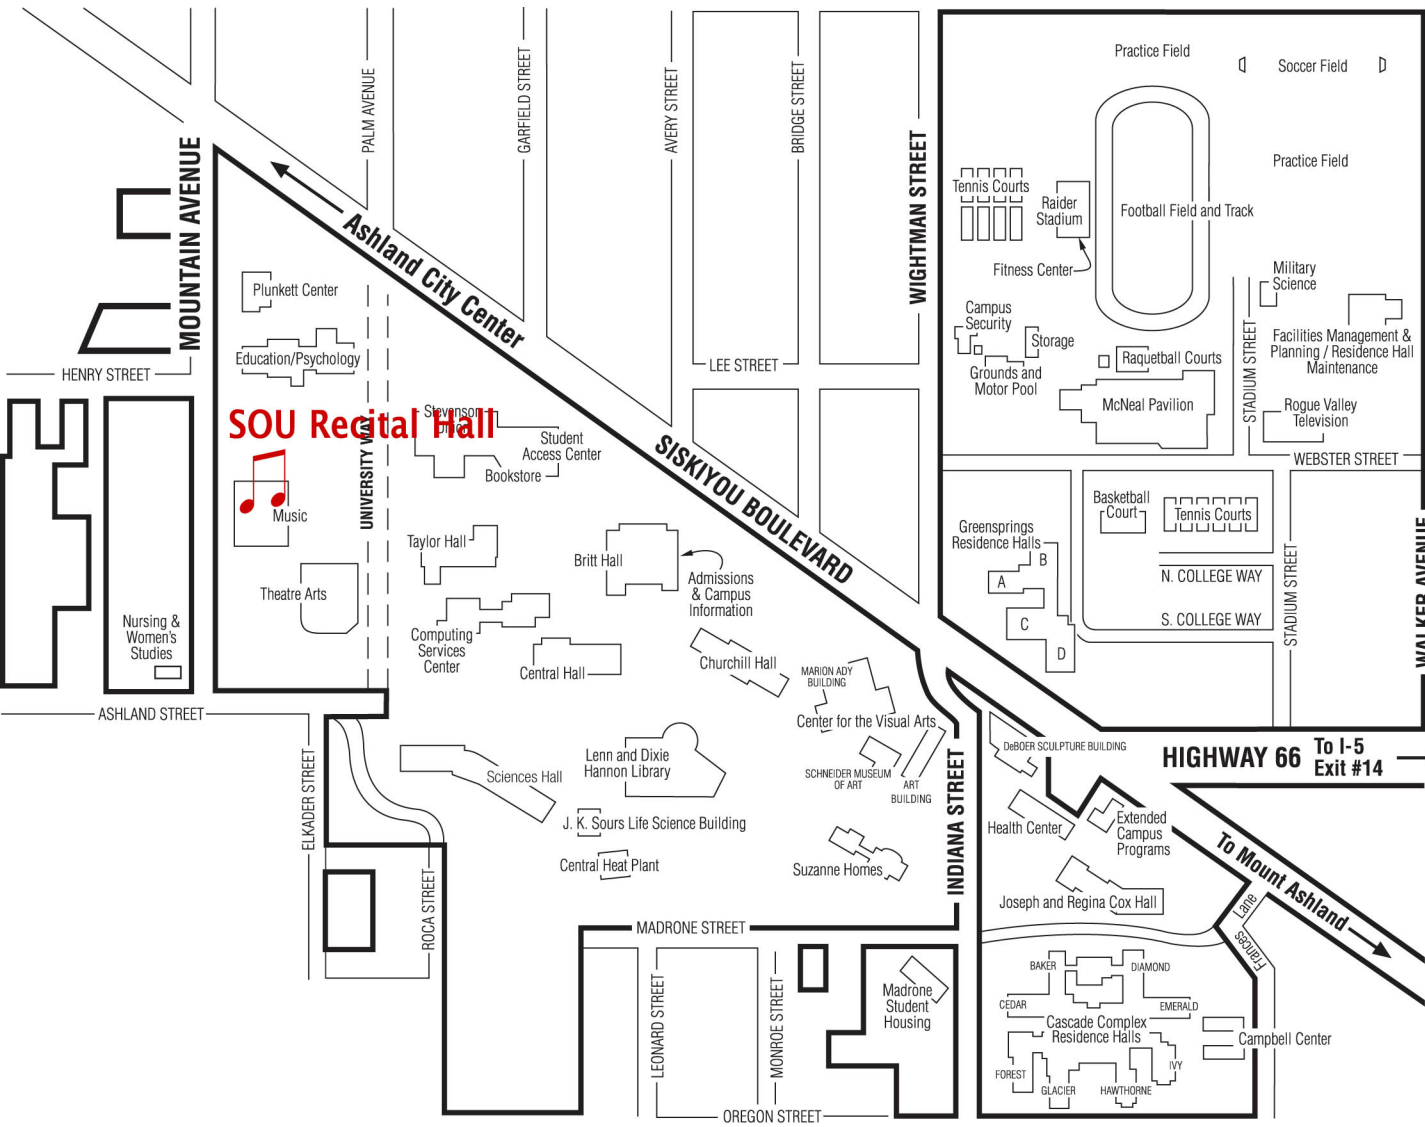 MOUNTAIN AVENUE
PALM AVENUE
GARFIELD STREET
AVERY STREET
BRIDGE STREET
WIGHTMAN STREET
Practice Field
Soccer Field
Practice Field
Tennis Courts
Raider
Stadium
Football Field and Track
Fitness Center
Military
Science
Campus
Security
Storage
Grounds and
Motor Pool
Raquetball Courts
McNeal Pavilion
STADIUM STREET
Facilities Management &
Planning / Residence Hall
Maintenance
Rogue Valley
Television
WEBSTER STREET
Ashland City Center
Plunkett Center
Education/Psychology
HENRY STREET
LEE STREET
SOU Recital Hall
Stevenson
Union
Student
Access Center
Bookstore
UNIVERSITY WAY
Music
SISKIYOU BOULEVARD
Basketball
Court
Tennis Courts
Greensprings
Residence Halls
A
B
C
D
N. COLLEGE WAY
S. COLLEGE WAY
STADIUM STREET
WALKER AVENUE
Taylor Hall
Britt Hall
Admissions
& Campus
Information
Theatre Arts
Nursing &
Women's
Studies
Computing
Services
Center
Central Hall
Churchill Hall
MARION ADY
BUILDING
Center for the Visual Arts
ASHLAND STREET
ELKADER STREET
Sciences Hall
Lenn and Dixie
Hannon Library
SCHNEIDER MUSEUM
OF ART
ART
BUILDING
INDIANA STREET
DeBOER SCULPTURE BUILDING
HIGHWAY 66
To I-5
Exit #14
J. K. Sours Life Science Building
Central Heat Plant
Suzanne Homes
Health Center
Extended
Campus
Programs
To Mount Ashland
Joseph and Regina Cox Hall
Frances Lane
ROCA STREET
MADRONE STREET
LEONARD STREET
MONROE STREET
Madrone
Student
Housing
BAKER
DIAMOND
CEDAR
EMERALD
Cascade Complex
Residence Halls
FOREST
GLACIER
HAWTHORNE
IVY
Campbell Center
OREGON STREET